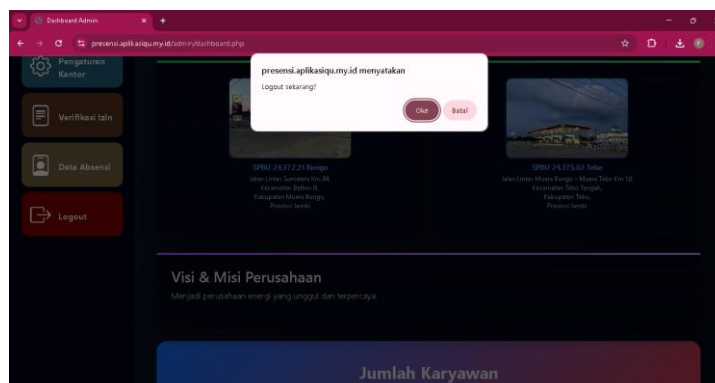 Dashboard Admin
presensi.aplikasiqu.my.id/admin/dashboard.php
presensi.aplikasiqu.my.id menyatakan
Logout sekarang?
Oke
Batal
Pengaturan
Kantor
Verifikasi Izin
Data Absensi
Logout
SPBU 24.372.21 Bungo
Jalan Lintas Sumatera Km 08,
Kecamatan Bathin II,
Kabupaten Muara Bungo,
Provinsi Jambi
SPBU 24.375.02 Tebo
Jalan Lintas Muara Bungo – Muara Tebo Km 18,
Kecamatan Tebo Tengah,
Kabupaten Tebo,
Provinsi Jambi
Visi & Misi Perusahaan
Menjadi perusahaan energi yang unggul dan terpercaya.
Jumlah Karyawan